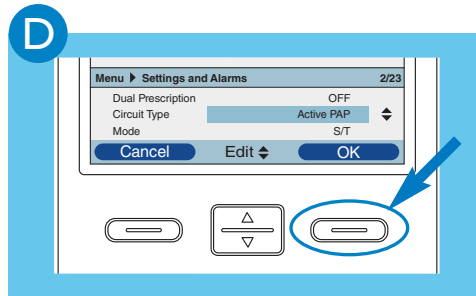 D
Menu ▶ Settings and Alarms 2/23
Dual Prescription OFF
Circuit Type Active PAP
Mode S/T
Cancel Edit OK